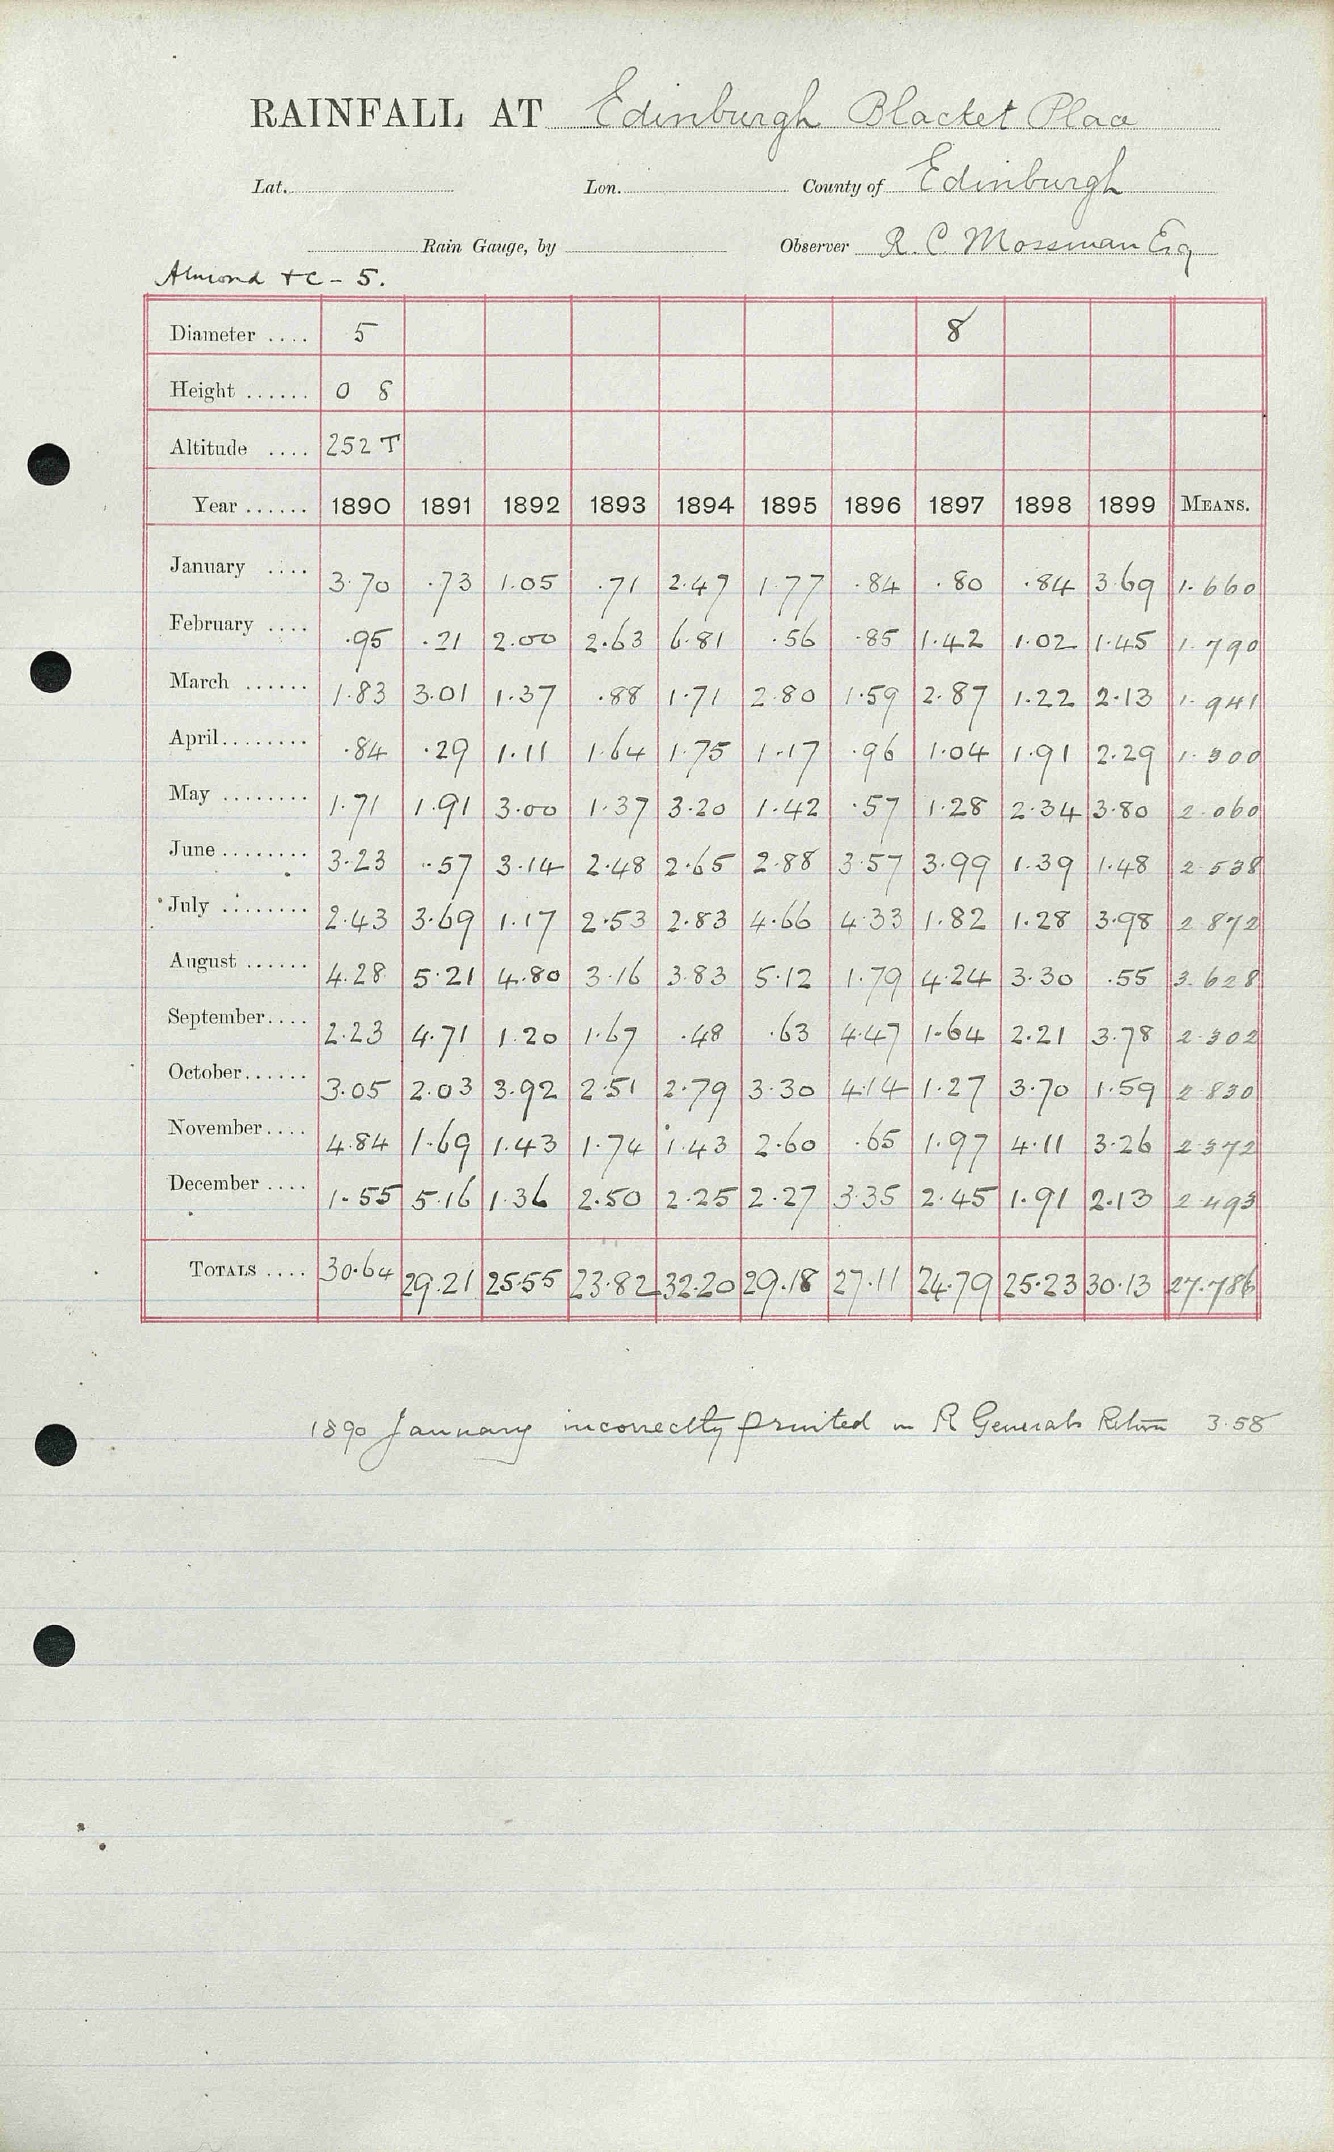 RAINFALL AT Edinburgh Blacket Place
Lat. Lon. County of Edinburgh
Rain Gauge, by Observer R. C. Mossman Esq
Almond +c - 5.
Diameter .... 5 8
Height ...... 0 8
Altitude .... 252 T
Year ...... 1890 1891 1892 1893 1894 1895 1896 1897 1898 1899 MEANS.
January .... 3.70 .73 1.05 .71 2.47 1.77 .84 .80 .84 3.69 1.660
February .... .95 .21 2.00 2.63 6.81 .56 .85 1.42 1.02 1.45 1.790
March ...... 1.83 3.01 1.37 .88 1.71 2.80 1.59 2.87 1.22 2.13 1.941
April........ .84 .29 1.11 1.64 1.75 1.17 .96 1.04 1.91 2.29 1.300
May ........ 1.71 1.91 3.00 1.37 3.20 1.42 .57 1.28 2.34 3.80 2.060
June ........ 3.23 .57 3.14 2.48 2.65 2.88 3.57 3.99 1.39 1.48 2.538
July ........ 2.43 3.69 1.17 2.53 2.83 4.66 4.33 1.82 1.28 3.98 2.872
August ...... 4.28 5.21 4.80 3.16 3.83 5.12 1.79 4.24 3.30 .55 3.628
September.... 2.23 4.71 1.20 1.67 .48 .63 4.47 1.64 2.21 3.78 2.302
October...... 3.05 2.03 3.92 2.51 2.79 3.30 4.14 1.27 3.70 1.59 2.830
November.... 4.84 1.69 1.43 1.74 1.43 2.60 .65 1.97 4.11 3.26 2.372
December .... 1.55 5.16 1.36 2.50 2.25 2.27 3.35 2.45 1.91 2.13 2.493
TOTALS .... 30.64 29.21 25.55 23.82 32.20 29.18 27.11 24.79 25.23 30.13 27.786
1890 January incorrectly printed in R Generals Return 3.58